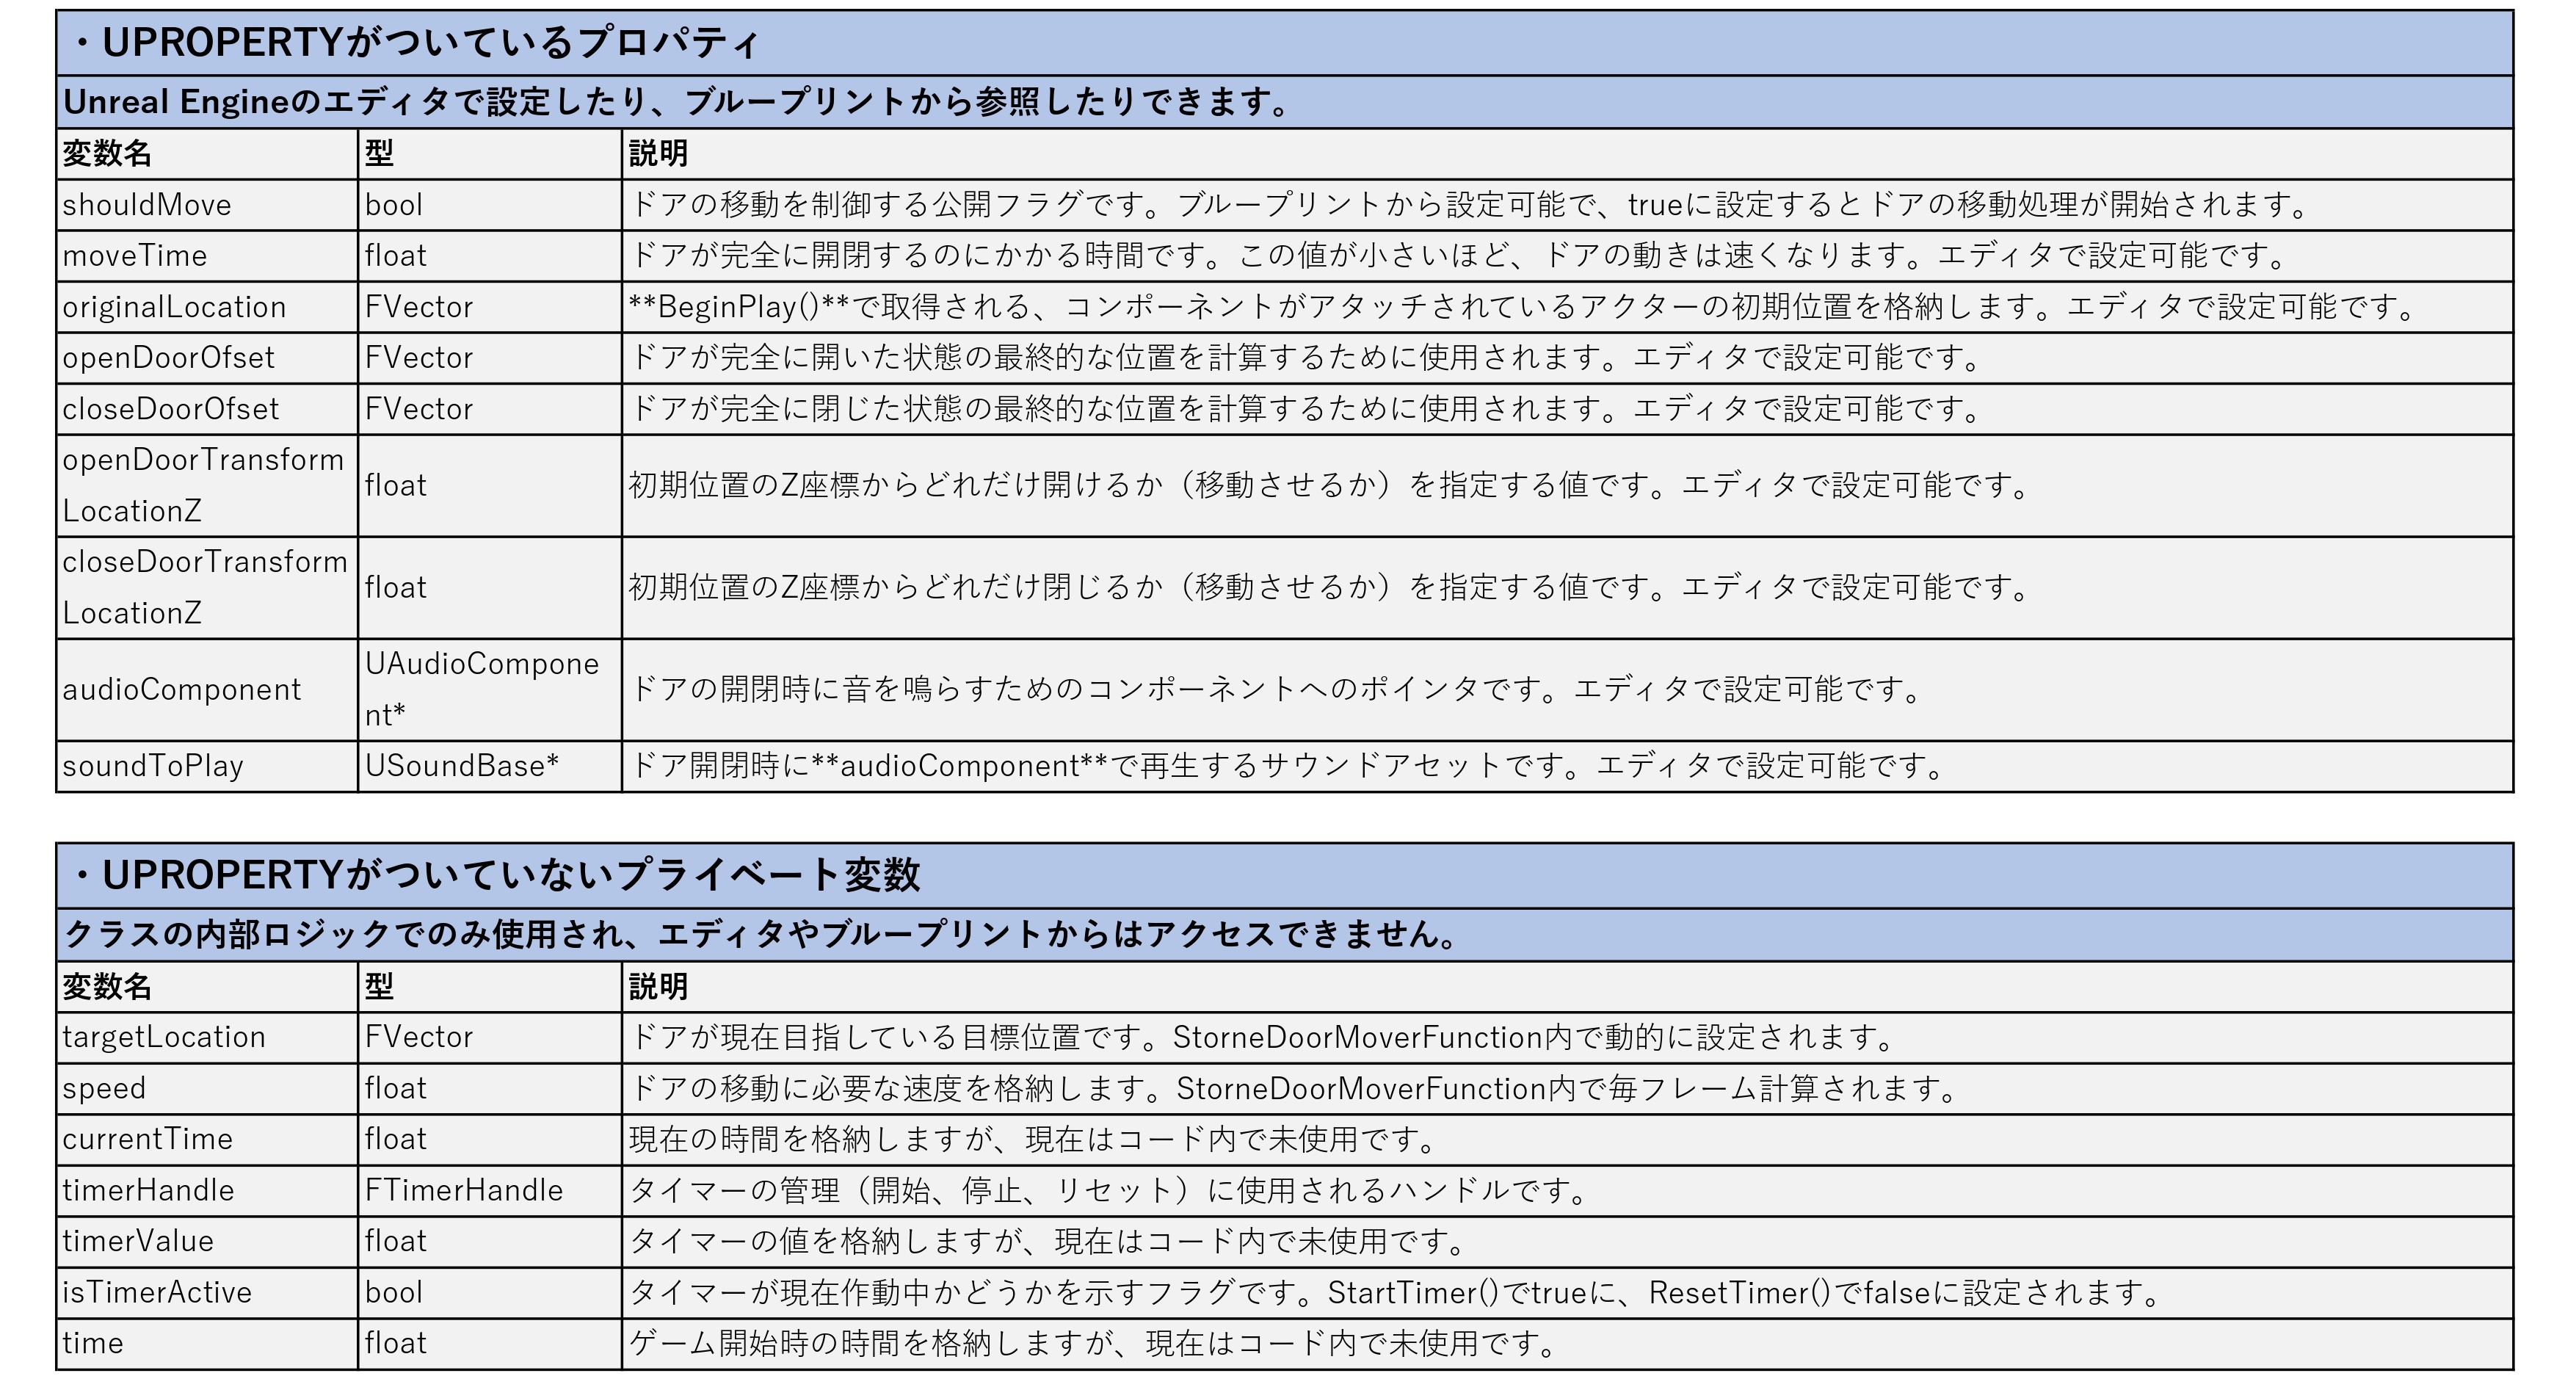 ・UPROPERTYがついているプロパティ
Unreal Engineのエディタで設定したり、ブループリントから参照したりできます。
変数名 型 説明
shouldMove bool ドアの移動を制御する公開フラグです。ブループリントから設定可能で、trueに設定するとドアの移動処理が開始されます。
moveTime float ドアが完全に開閉するのにかかる時間です。この値が小さいほど、ドアの動きは速くなります。エディタで設定可能です。
originalLocation FVector **BeginPlay()**で取得される、コンポーネントがアタッチされているアクターの初期位置を格納します。エディタで設定可能です。
openDoorOfset FVector ドアが完全に開いた状態の最終的な位置を計算するために使用されます。エディタで設定可能です。
closeDoorOfset FVector ドアが完全に閉じた状態の最終的な位置を計算するために使用されます。エディタで設定可能です。
openDoorTransform
LocationZ
float 初期位置のZ座標からどれだけ開けるか（移動させるか）を指定する値です。エディタで設定可能です。
closeDoorTransform
LocationZ
float 初期位置のZ座標からどれだけ閉じるか（移動させるか）を指定する値です。エディタで設定可能です。
audioComponent
UAudioCompone
nt*
ドアの開閉時に音を鳴らすためのコンポーネントへのポインタです。エディタで設定可能です。
soundToPlay USoundBase* ドア開閉時に**audioComponent**で再生するサウンドアセットです。エディタで設定可能です。
・UPROPERTYがついていないプライベート変数
クラスの内部ロジックでのみ使用され、エディタやブループリントからはアクセスできません。
変数名 型 説明
targetLocation FVector ドアが現在目指している目標位置です。StorneDoorMoverFunction内で動的に設定されます。
speed float ドアの移動に必要な速度を格納します。StorneDoorMoverFunction内で毎フレーム計算されます。
currentTime float 現在の時間を格納しますが、現在はコード内で未使用です。
timerHandle FTimerHandle タイマーの管理（開始、停止、リセット）に使用されるハンドルです。
timerValue float タイマーの値を格納しますが、現在はコード内で未使用です。
isTimerActive bool タイマーが現在作動中かどうかを示すフラグです。StartTimer()でtrueに、ResetTimer()でfalseに設定されます。
time float ゲーム開始時の時間を格納しますが、現在はコード内で未使用です。